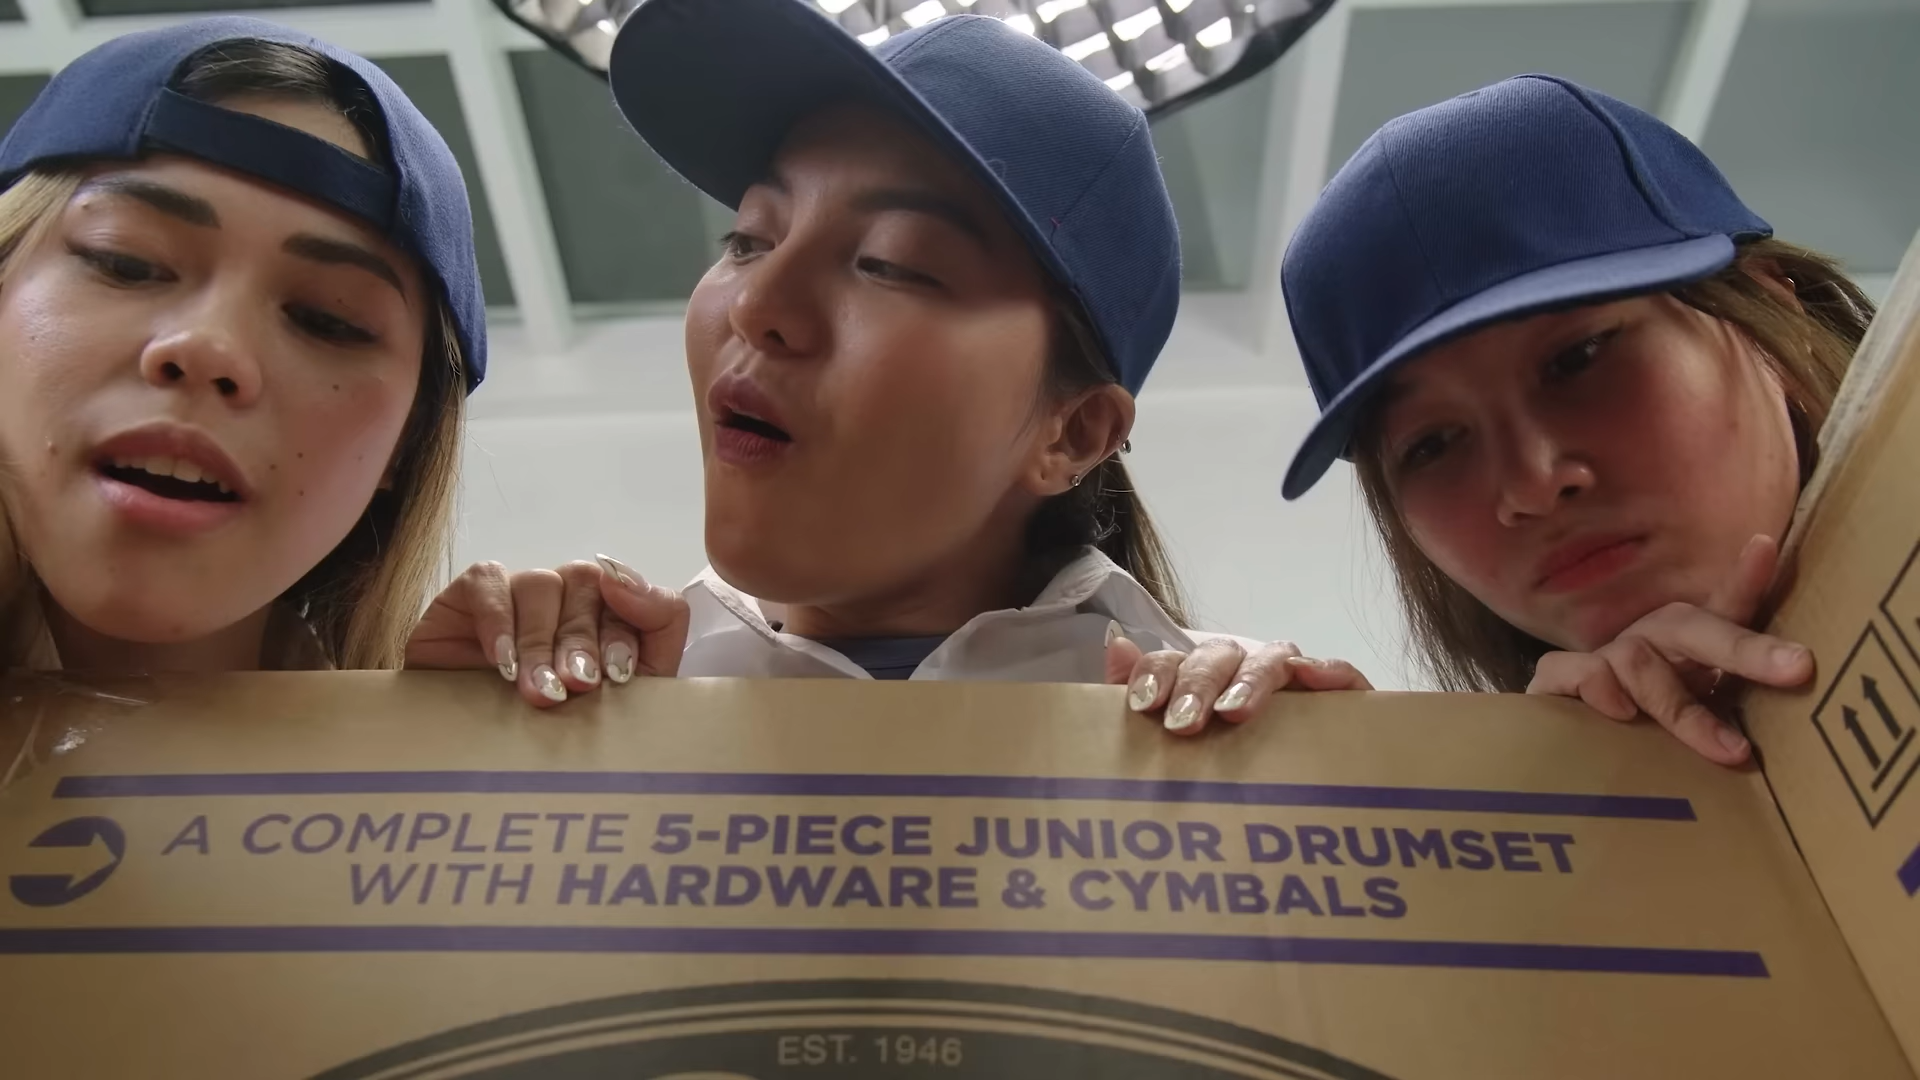 A COMPLETE 5-PIECE JUNIOR DRUMSET
WITH HARDWARE & CYMBALS
EST. 1946